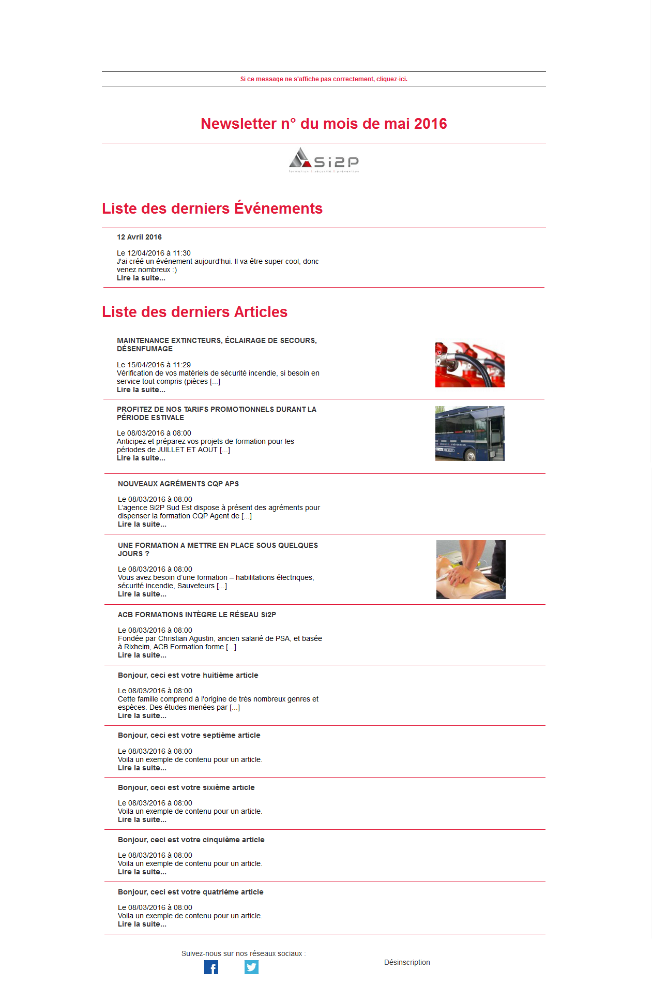 Si ce message ne s'affiche pas correctement, cliquez-ici.
Newsletter n° du mois de mai 2016
Si2P
formation | sécurité | prévention
Liste des derniers Événements
12 Avril 2016
Le 12/04/2016 à 11:30
J'ai créé un événement aujourd'hui. Il va être super cool, donc
venez nombreux :)
Lire la suite...
Liste des derniers Articles
MAINTENANCE EXTINCTEURS, ÉCLAIRAGE DE SECOURS,
DÉSENFUMAGE
Le 15/04/2016 à 11:29
Vérification de vos matériels de sécurité incendie, si besoin en
service tout compris (pièces [...]
Lire la suite...
PROFITEZ DE NOS TARIFS PROMOTIONNELS DURANT LA
PÉRIODE ESTIVALE
Le 08/03/2016 à 08:00
Anticipez et préparez vos projets de formation pour les
périodes de JUILLET ET AOUT [...]
Lire la suite...
si2p.fr
NOUVEAUX AGRÉMENTS CQP APS
Le 08/03/2016 à 08:00
L’agence Si2P Sud Est dispose à présent des agréments pour
dispenser la formation CQP Agent de [...]
Lire la suite...
UNE FORMATION A METTRE EN PLACE SOUS QUELQUES
JOURS ?
Le 08/03/2016 à 08:00
Vous avez besoin d’une formation – habilitations électriques,
sécurité incendie, Sauveteurs [...]
Lire la suite...
ACB FORMATIONS INTÈGRE LE RÉSEAU Si2P
Le 08/03/2016 à 08:00
Fondée par Christian Agustin, ancien salarié de PSA, et basée
à Rixheim, ACB Formation forme [...]
Lire la suite...
Bonjour, ceci est votre huitième article
Le 08/03/2016 à 08:00
Cette famille comprend à l'origine de très nombreux genres et
espèces. Des études menées par [...]
Lire la suite...
Bonjour, ceci est votre septième article
Le 08/03/2016 à 08:00
Voila un exemple de contenu pour un article.
Lire la suite...
Bonjour, ceci est votre sixième article
Le 08/03/2016 à 08:00
Voila un exemple de contenu pour un article.
Lire la suite...
Bonjour, ceci est votre cinquième article
Le 08/03/2016 à 08:00
Voila un exemple de contenu pour un article.
Lire la suite...
Bonjour, ceci est votre quatrième article
Le 08/03/2016 à 08:00
Voila un exemple de contenu pour un article.
Lire la suite...
Suivez-nous sur nos réseaux sociaux :
Désinscription